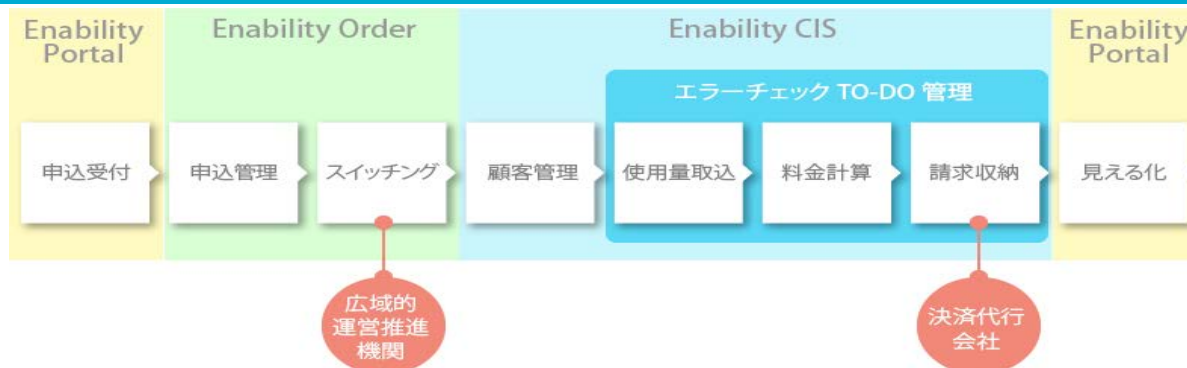 Enability
Portal
Enability Order
Enability CIS
Enability
Portal
エラーチェック TO-DO 管理
申込受付
申込管理
スイッチング
顧客管理
使用量取込
料金計算
請求収納
見える化
広域的
運営推進
機関
決済代行
会社